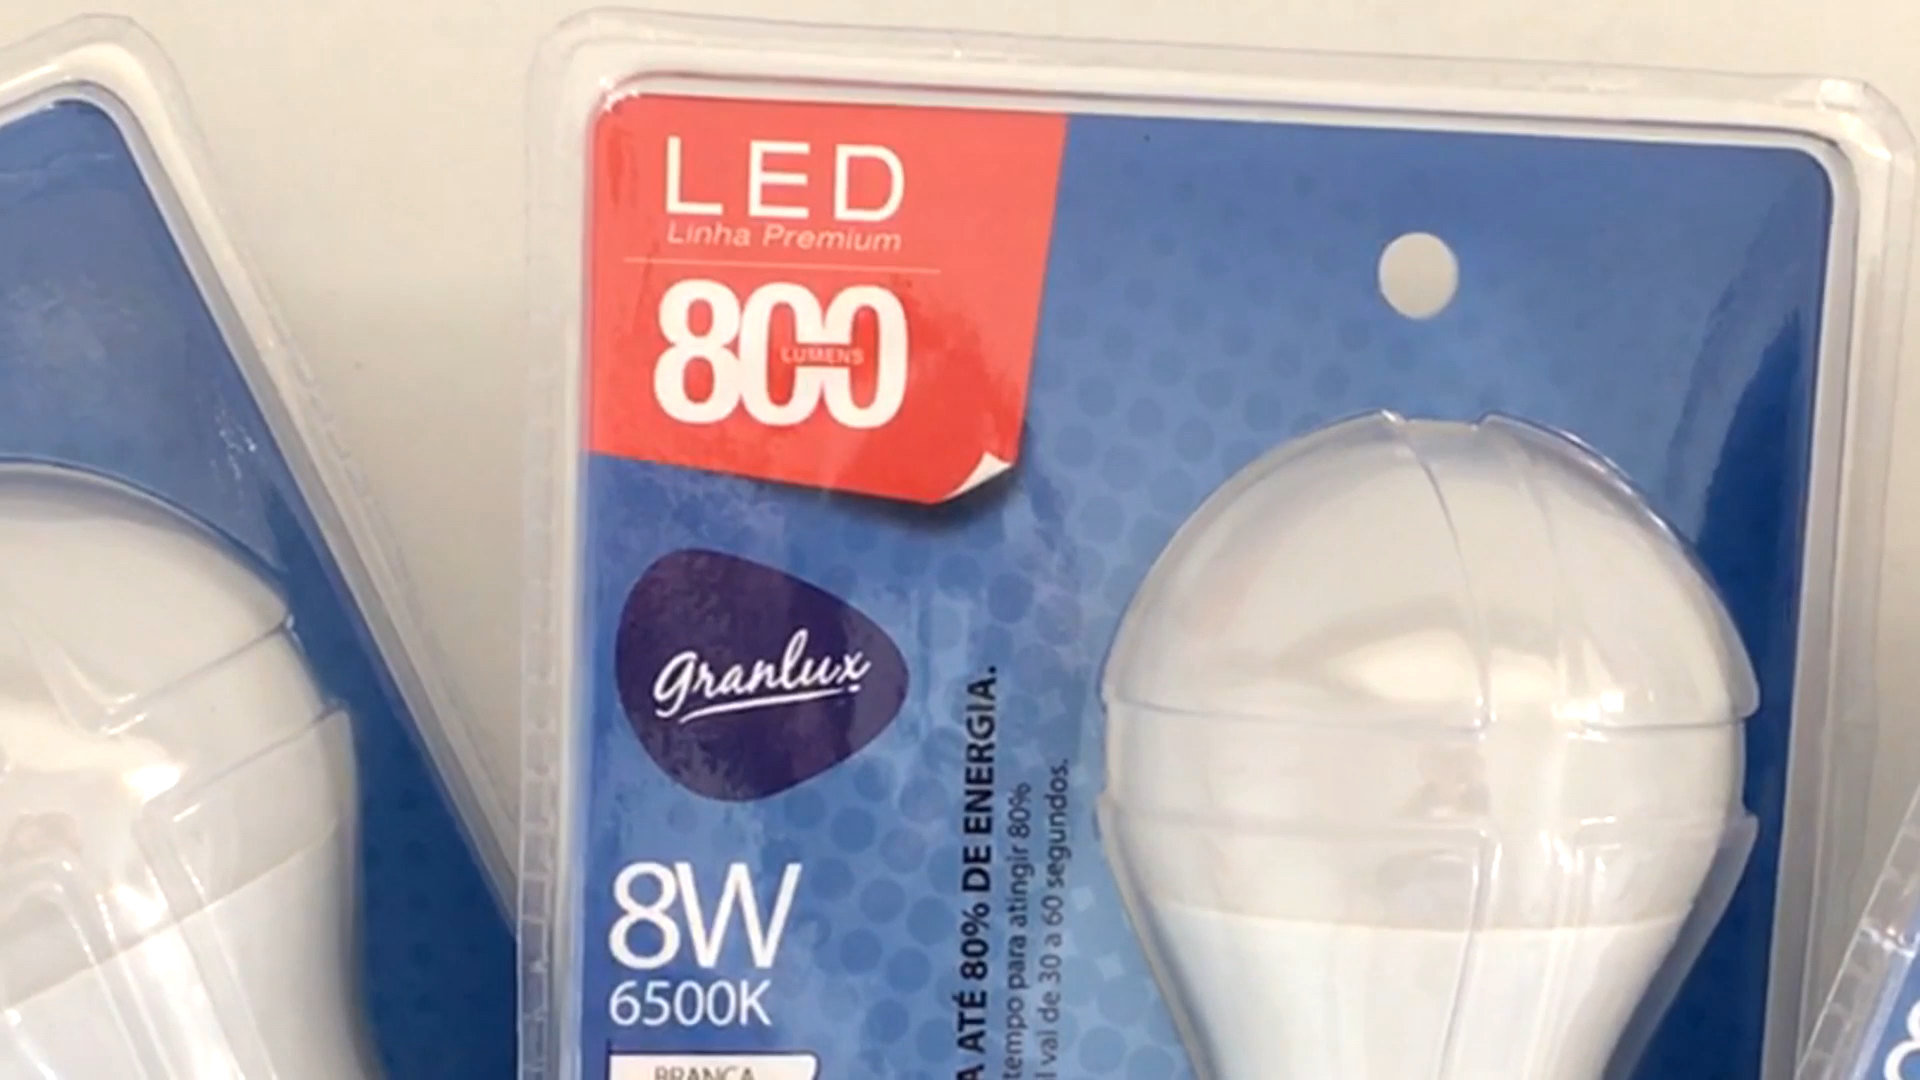 LED
Linha Premium
800
LUMENS
granlux
8W
6500K
BRANCA
A ATÉ 80% DE ENERGIA.
tempo para atingir 80%
l vai de 30 a 60 segundos.